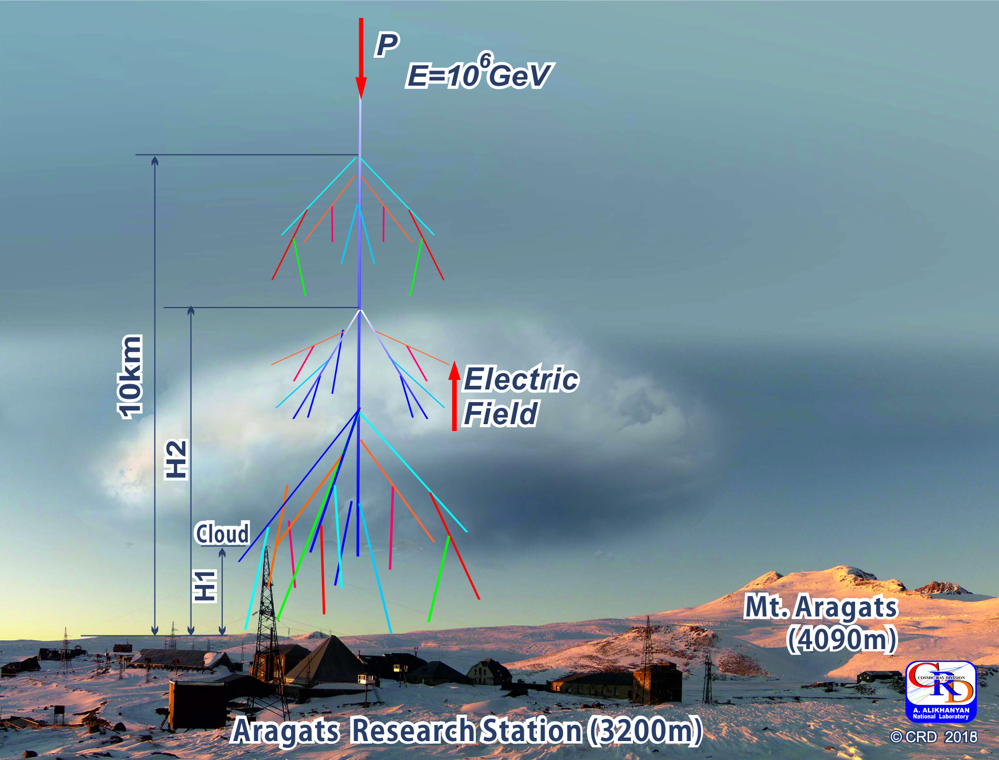 P
E=10⁶GeV
10km
H2
Electric
Field
Cloud
H1
Mt. Aragats
(4090m)
CRD
COSMIC RAY DIVISION
A. ALIKHANYAN
National Laboratory
Aragats Research Station (3200m)
© CRD 2018